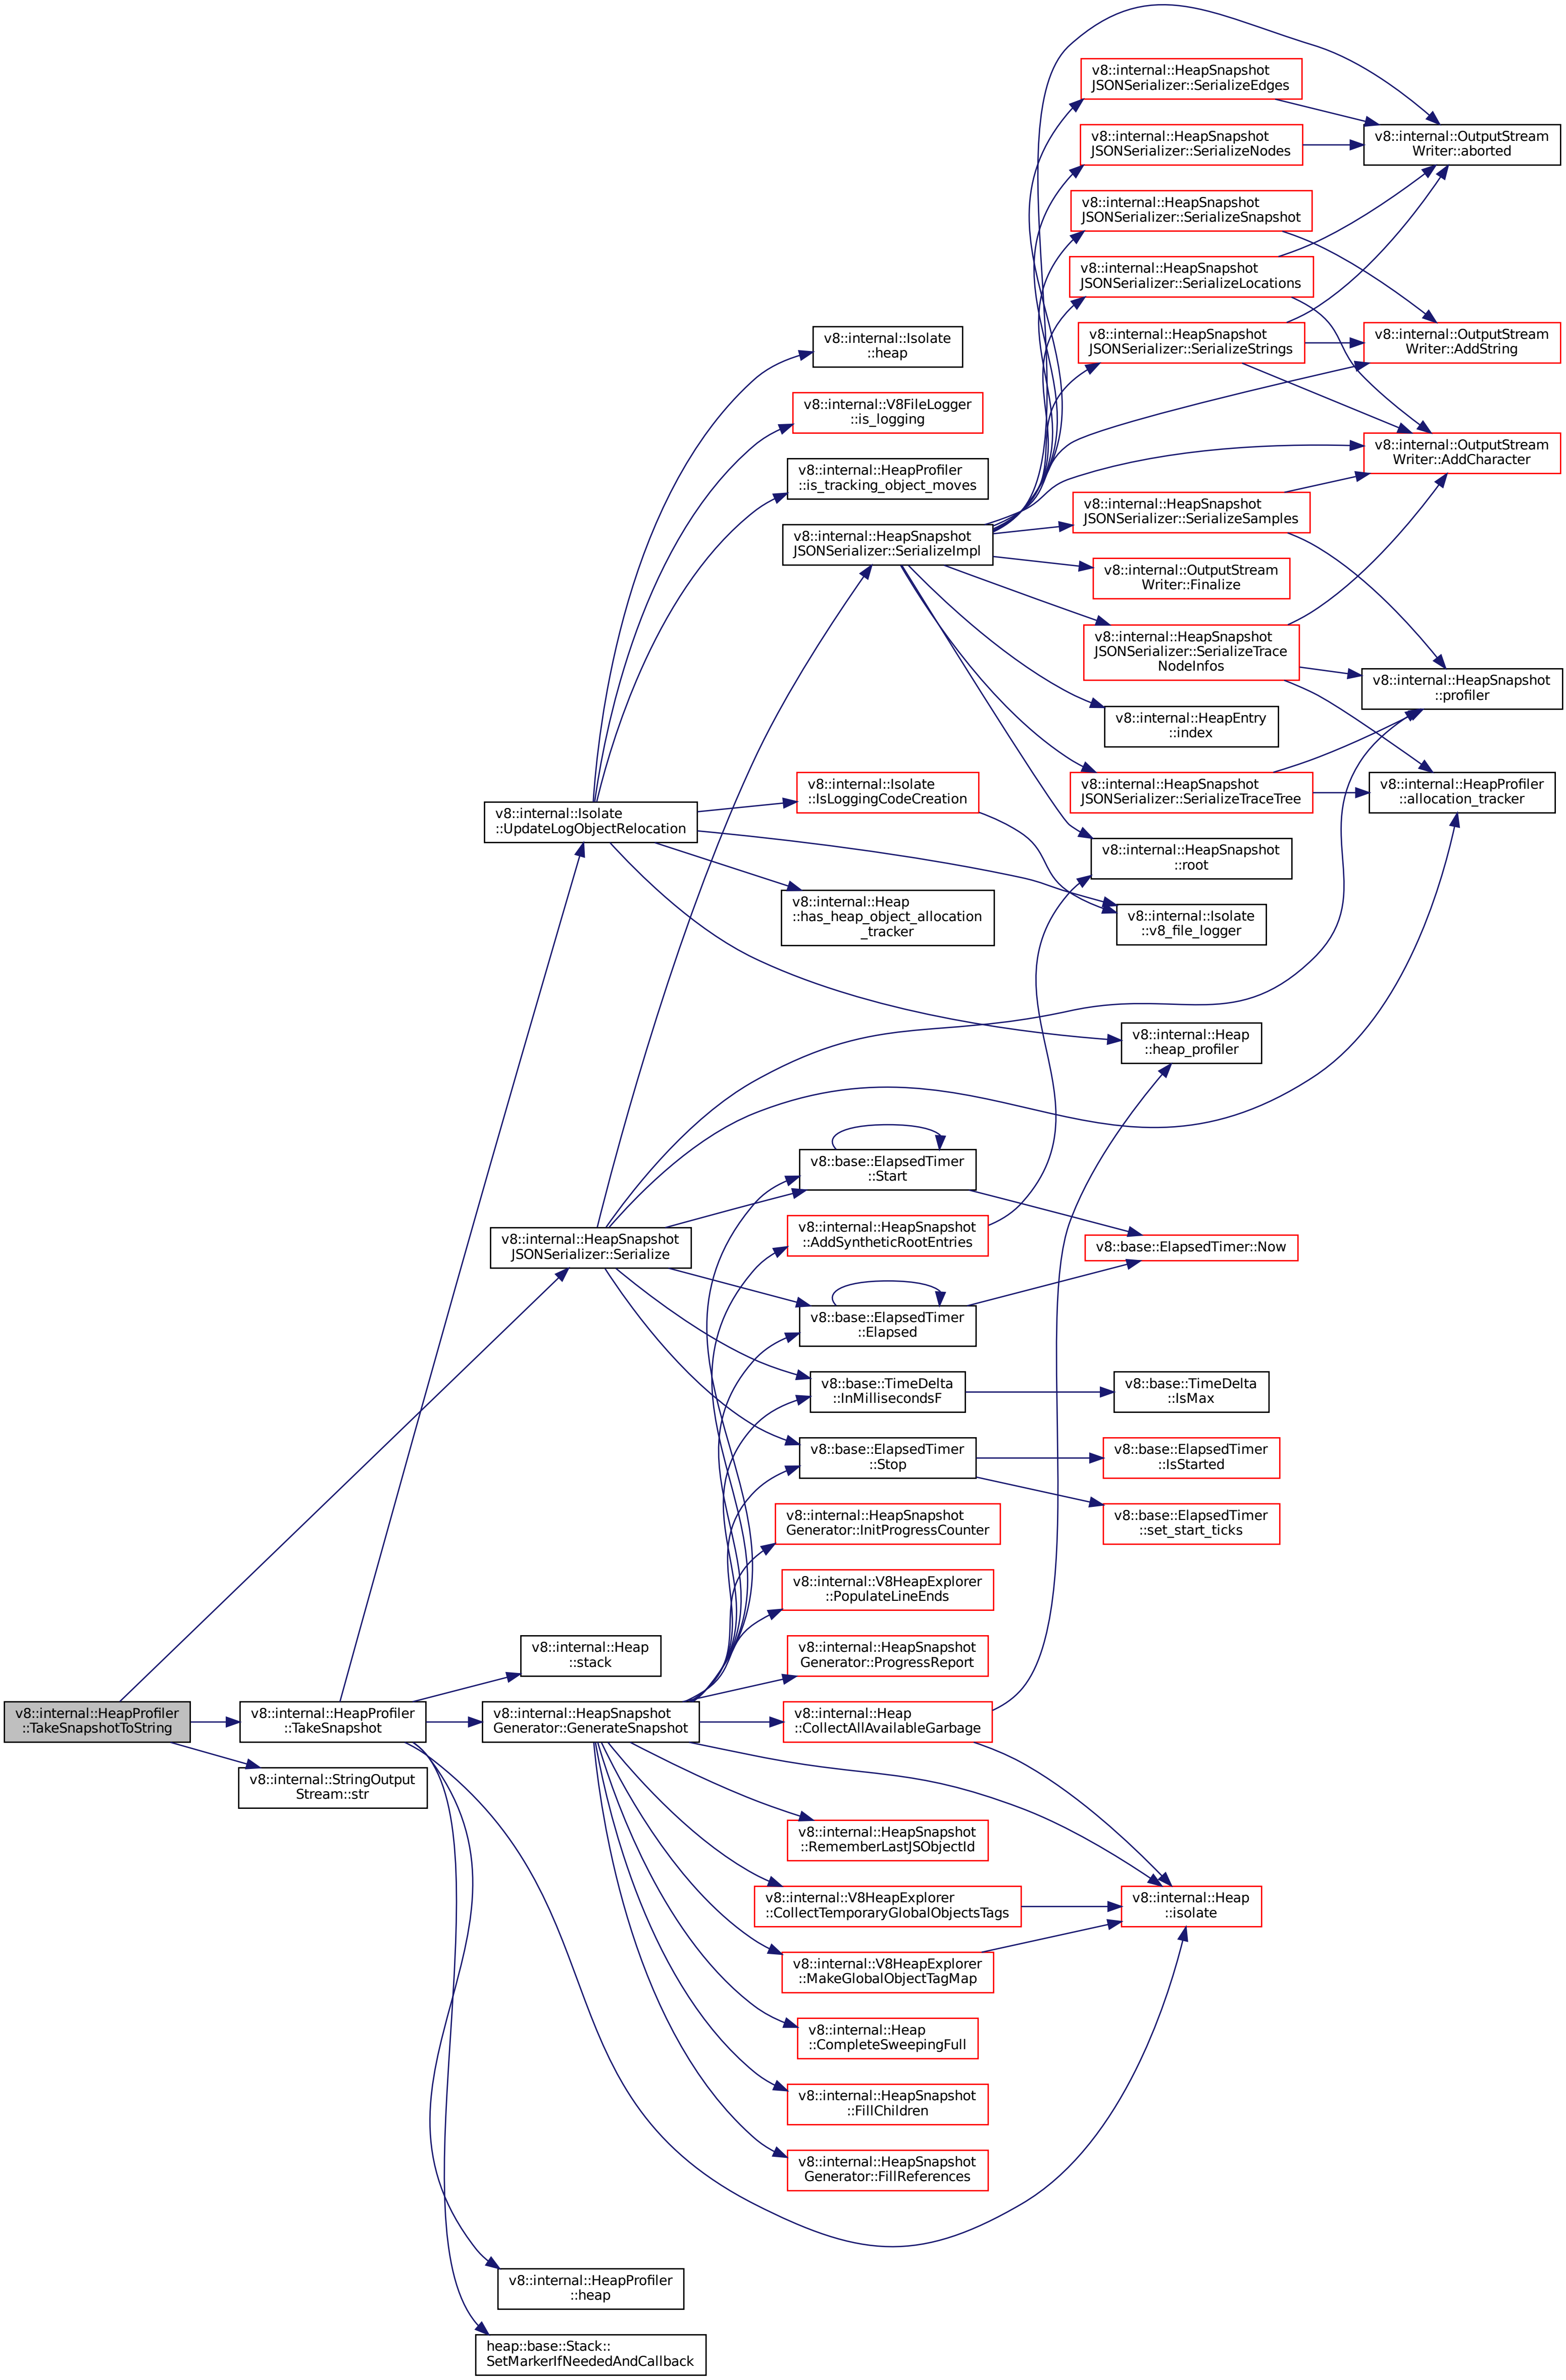 v8::internal::HeapSnapshot
JSONSerializer::SerializeEdges
v8::internal::OutputStream
Writer::aborted
v8::internal::HeapSnapshot
JSONSerializer::SerializeNodes
v8::internal::HeapSnapshot
JSONSerializer::SerializeSnapshot
v8::internal::HeapSnapshot
JSONSerializer::SerializeLocations
v8::internal::Isolate
::heap
v8::internal::HeapSnapshot
JSONSerializer::SerializeStrings
v8::internal::OutputStream
Writer::AddString
v8::internal::V8FileLogger
::is_logging
v8::internal::OutputStream
Writer::AddCharacter
v8::internal::HeapProfiler
::is_tracking_object_moves
v8::internal::HeapSnapshot
JSONSerializer::SerializeSamples
v8::internal::HeapSnapshot
JSONSerializer::SerializeImpl
v8::internal::OutputStream
Writer::Finalize
v8::internal::HeapSnapshot
JSONSerializer::SerializeTrace
NodeInfos
v8::internal::HeapSnapshot
::profiler
v8::internal::HeapEntry
::index
v8::internal::Isolate
::IsLoggingCodeCreation
v8::internal::HeapSnapshot
JSONSerializer::SerializeTraceTree
v8::internal::HeapProfiler
::allocation_tracker
v8::internal::Isolate
::UpdateLogObjectRelocation
v8::internal::HeapSnapshot
::root
v8::internal::Heap
::has_heap_object_allocation
_tracker
v8::internal::Isolate
::v8_file_logger
v8::internal::Heap
::heap_profiler
v8::base::ElapsedTimer
::Start
v8::internal::HeapSnapshot
JSONSerializer::Serialize
v8::internal::HeapSnapshot
::AddSyntheticRootEntries
v8::base::ElapsedTimer::Now
v8::base::ElapsedTimer
::Elapsed
v8::base::TimeDelta
::InMillisecondsF
v8::base::TimeDelta
::IsMax
v8::base::ElapsedTimer
::Stop
v8::base::ElapsedTimer
::IsStarted
v8::internal::HeapSnapshot
Generator::InitProgressCounter
v8::base::ElapsedTimer
::set_start_ticks
v8::internal::V8HeapExplorer
::PopulateLineEnds
v8::internal::Heap
::stack
v8::internal::HeapSnapshot
Generator::ProgressReport
v8::internal::HeapProfiler
::TakeSnapshotToString
v8::internal::HeapProfiler
::TakeSnapshot
v8::internal::HeapSnapshot
Generator::GenerateSnapshot
v8::internal::Heap
::CollectAllAvailableGarbage
v8::internal::StringOutput
Stream::str
v8::internal::HeapSnapshot
::RememberLastJSObjectId
v8::internal::V8HeapExplorer
::CollectTemporaryGlobalObjectsTags
v8::internal::Heap
::isolate
v8::internal::V8HeapExplorer
::MakeGlobalObjectTagMap
v8::internal::Heap
::CompleteSweepingFull
v8::internal::HeapSnapshot
::FillChildren
v8::internal::HeapSnapshot
Generator::FillReferences
v8::internal::HeapProfiler
::heap
heap::base::Stack::
SetMarkerIfNeededAndCallback